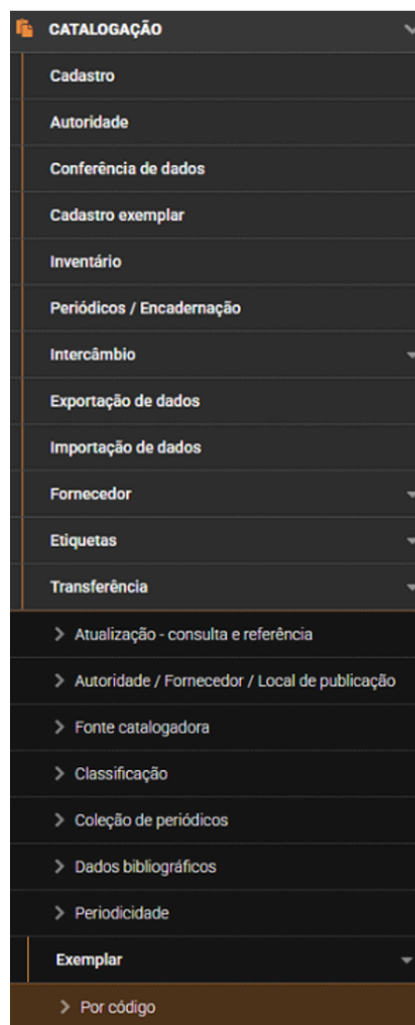 CATALOGAÇÃO
Cadastro
Autoridade
Conferência de dados
Cadastro exemplar
Inventário
Periódicos / Encadernação
Intercâmbio
Exportação de dados
Importação de dados
Fornecedor
Etiquetas
Transferência
Atualização - consulta e referência
Autoridade / Fornecedor / Local de publicação
Fonte catalogadora
Classificação
Coleção de periódicos
Dados bibliográficos
Periodicidade
Exemplar
Por código